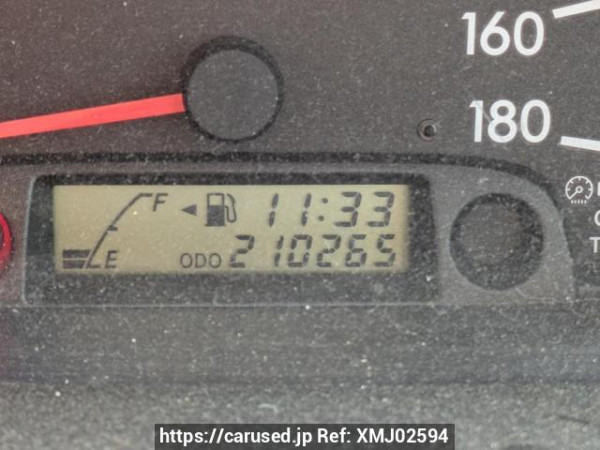 160
180
F
11:33
E
ODO 210265
T
https://carused.jp Ref: XMJ02594